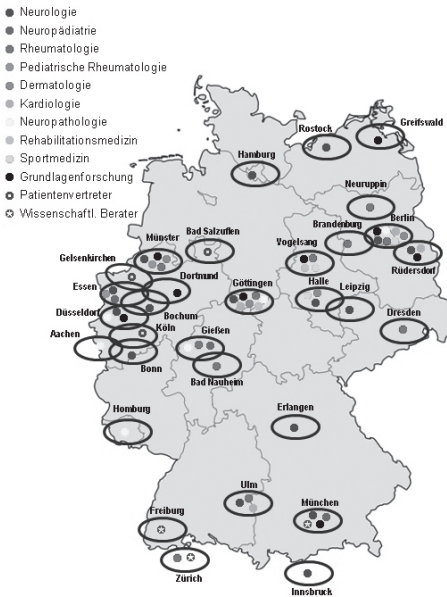 Neurologie
Neuropädiatrie
Rheumatologie
Pediatrische Rheumatologie
Dermatologie
Kardiologie
Neuropathologie
Rehabilitationsmedizin
Sportmedizin
Grundlagenforschung
Patientenvertreter
Wissenschaftl. Berater
Rostock
Greifswald
Hamburg
Neuruppin
Brandenburg
Berlin
Münster
Bad Salzuflen
Vogelsang
Gelsenkirchen
Rüdersdorf
Essen
Dortmund
Göttingen
Halle
Leipzig
Düsseldorf
Bochum
Dresden
Aachen
Köln
Gießen
Bonn
Bad Nauheim
Homburg
Erfangen
Ulm
München
Freiburg
Zürich
Innsbruck